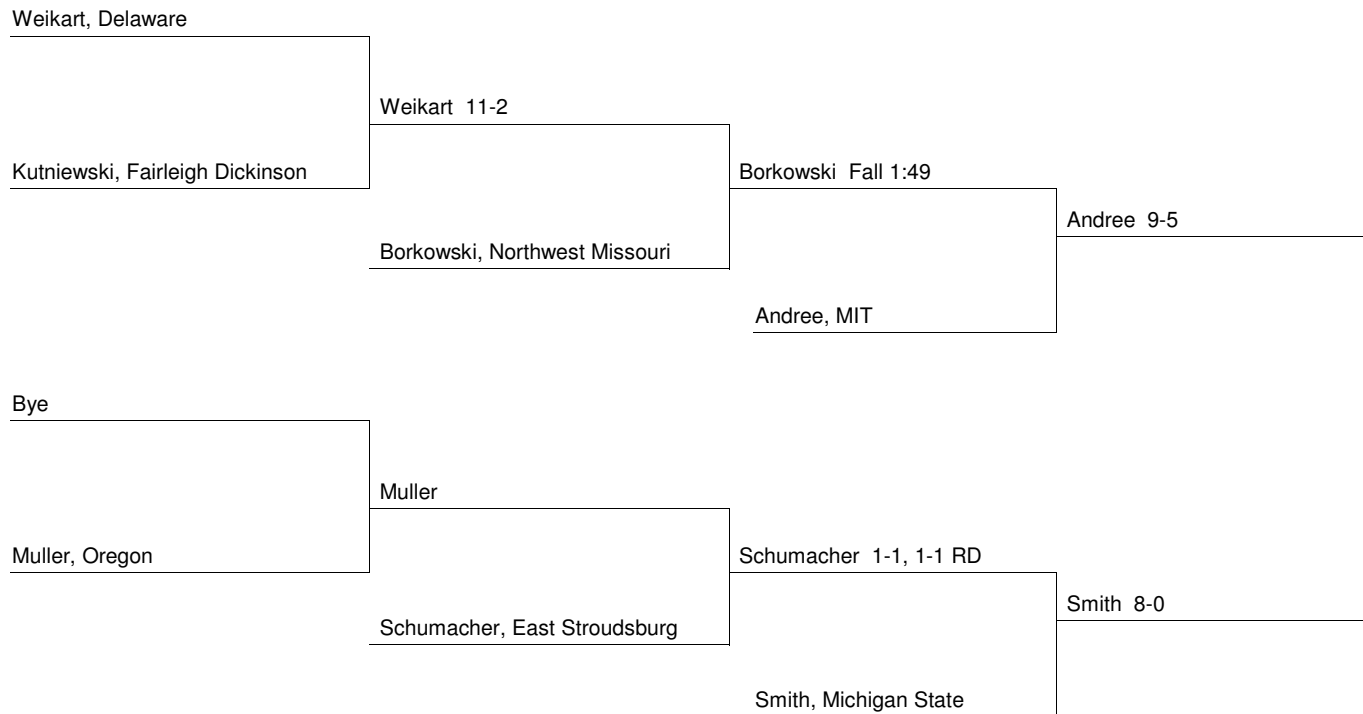 Weikart, Delaware
Weikart  11-2
Kutniewski, Fairleigh Dickinson
Borkowski  Fall 1:49
Andree  9-5
Borkowski, Northwest Missouri
Andree, MIT
Bye
Muller
Muller, Oregon
Schumacher  1-1, 1-1 RD
Smith  8-0
Schumacher, East Stroudsburg
Smith, Michigan State